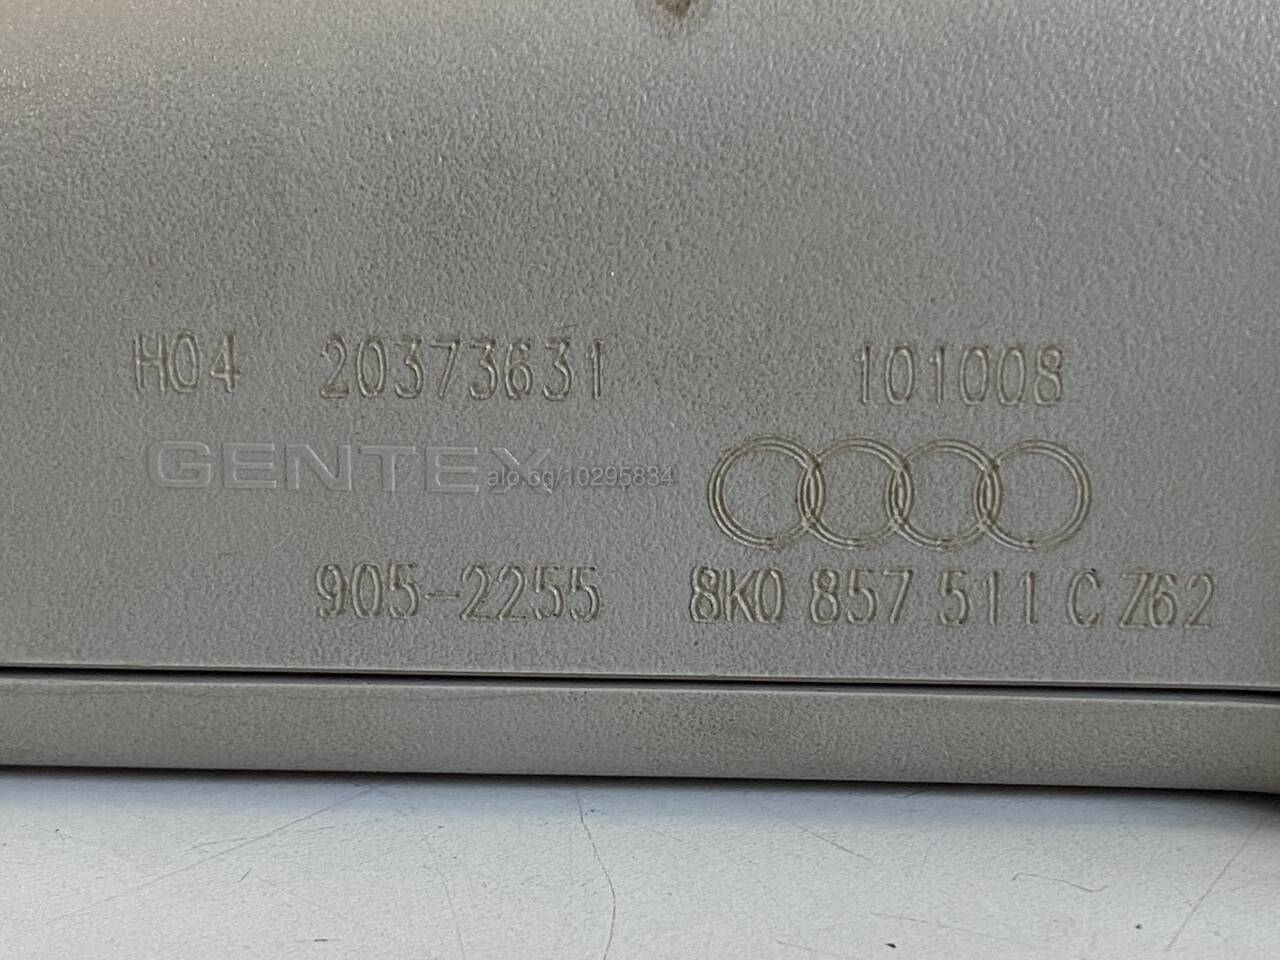 H04 20373631 101008
GENTEX
alo.bg/10295834
905-2255 8K0 857 511 C Z62